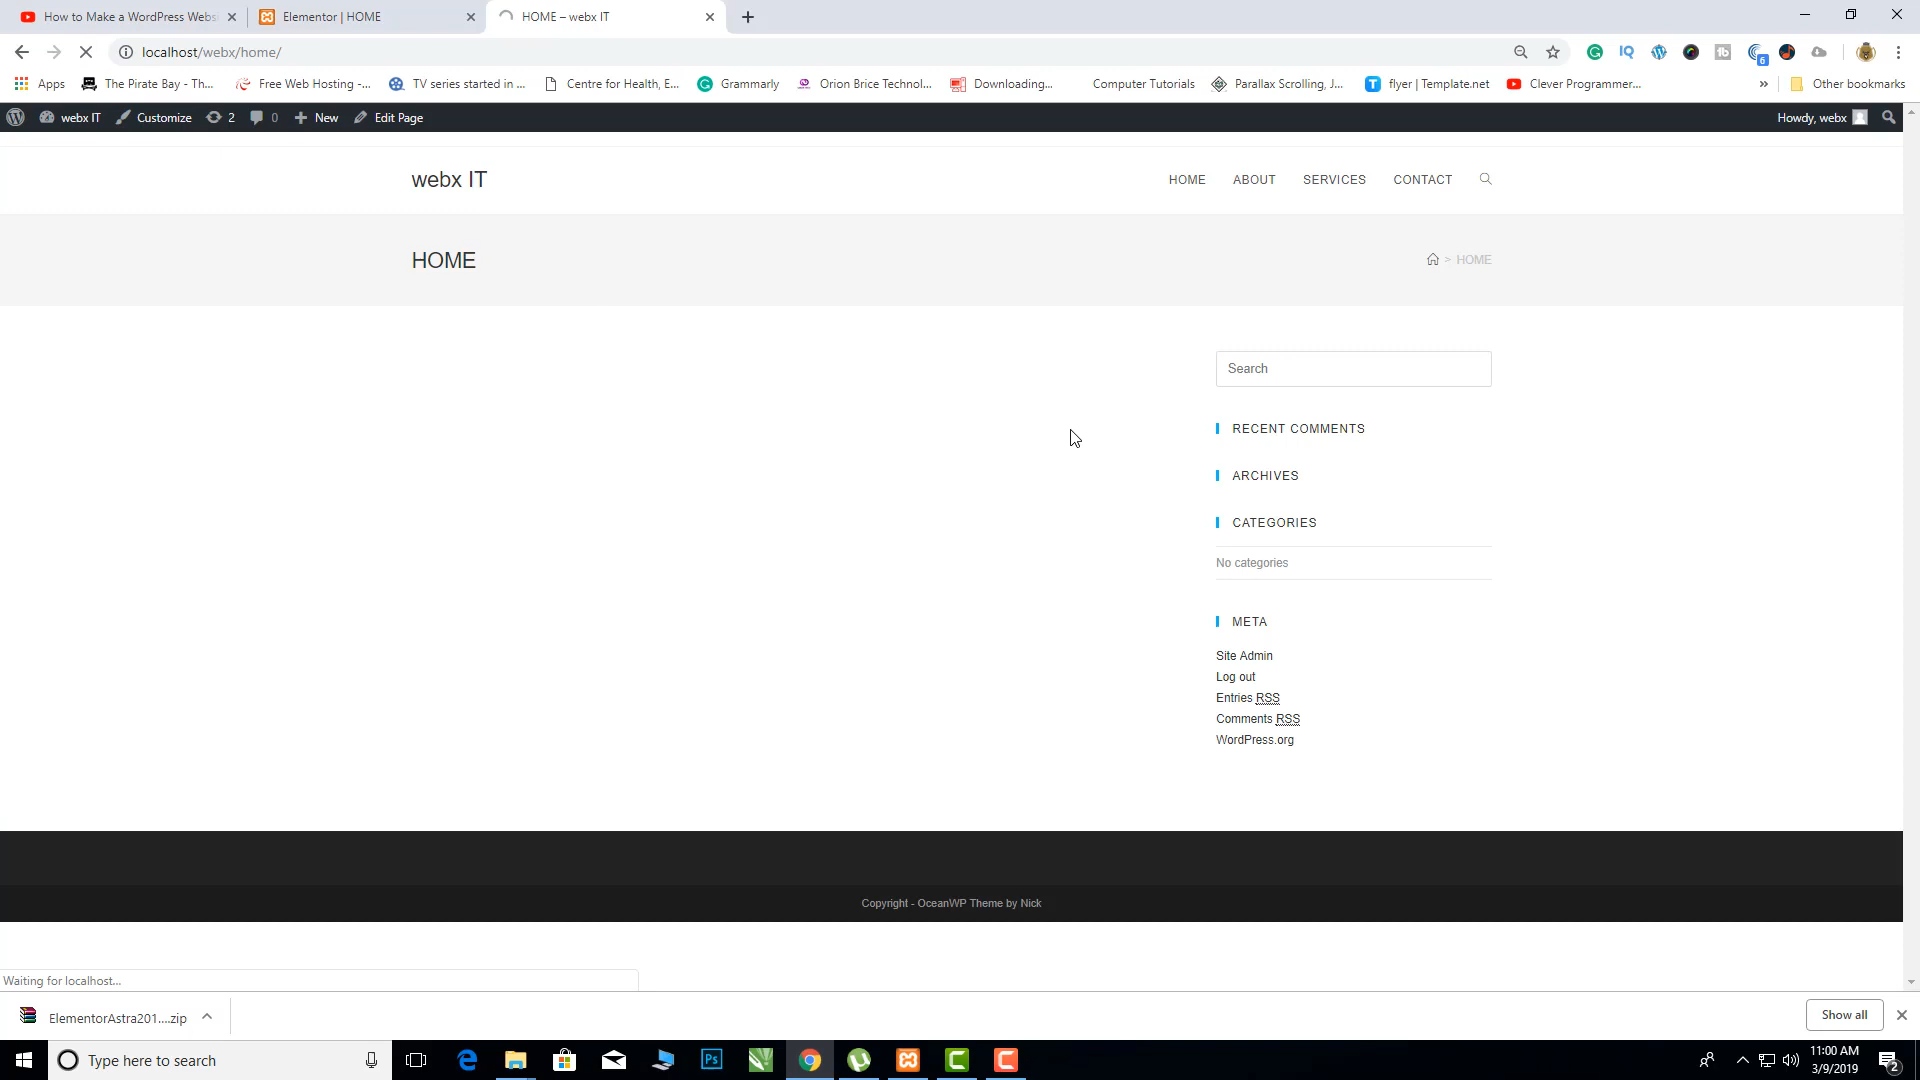 How to Make a WordPress Websi
Elementor | HOME
HOME – webx IT
localhost/webx/home/
Apps
The Pirate Bay - Th...
Free Web Hosting -...
TV series started in ...
Centre for Health, E...
Grammarly
Orion Brice Technol...
Downloading...
Computer Tutorials
Parallax Scrolling, J...
flyer | Template.net
Clever Programmer...
»
Other bookmarks
webx IT
Customize
2
0
New
Edit Page
Howdy, webx
webx IT
HOME
ABOUT
SERVICES
CONTACT
HOME
> HOME
Search
RECENT COMMENTS
ARCHIVES
CATEGORIES
No categories
META
Site Admin
Log out
Entries RSS
Comments RSS
WordPress.org
Copyright - OceanWP Theme by Nick
Waiting for localhost...
ElementorAstra201....zip
Show all
Type here to search
11:00 AM
3/9/2019
2